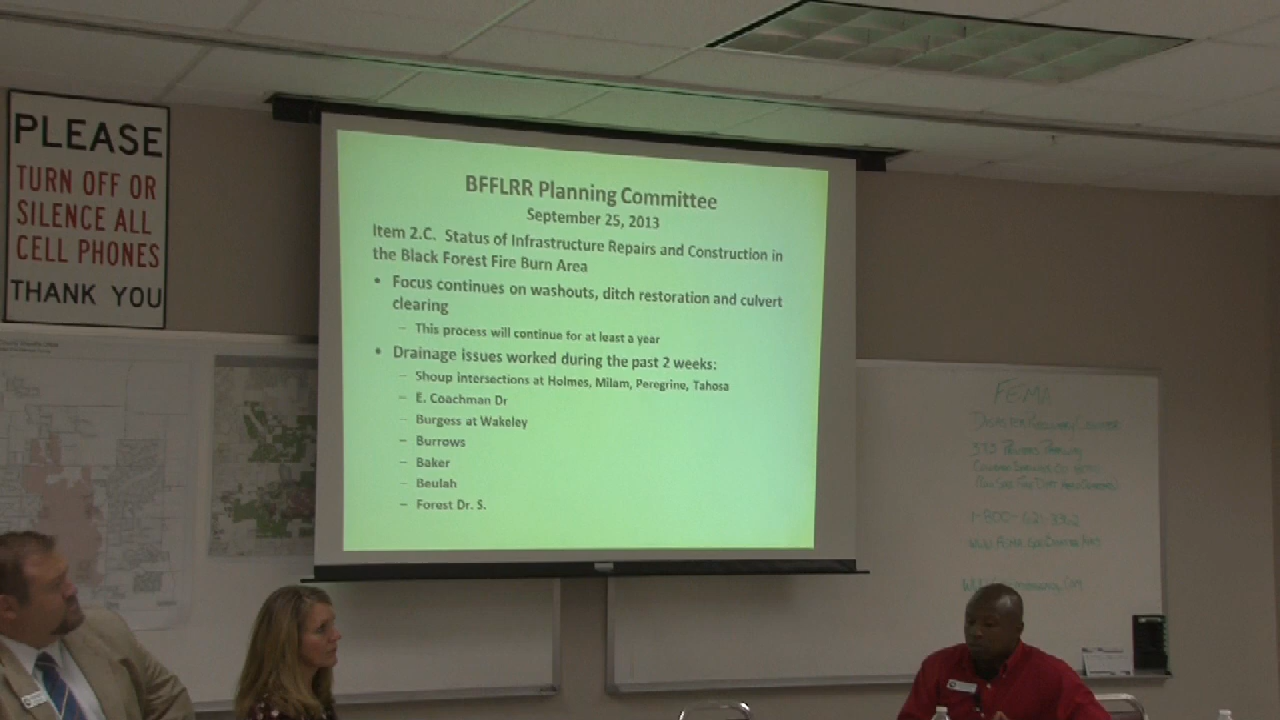 PLEASE
TURN OFF OR
SILENCE ALL
CELL PHONES
THANK YOU
BFFLRR Planning Committee
September 25, 2013
Item 2.C. Status of Infrastructure Repairs and Construction in
the Black Forest Fire Burn Area
• Focus continues on washouts, ditch restoration and culvert
clearing
– This process will continue for at least a year
• Drainage issues worked during the past 2 weeks:
– Shoup intersections at Holmes, Milam, Peregrine, Tahosa
– E. Coachman Dr
– Burgess at Wakeley
– Burrows
– Baker
– Beulah
– Forest Dr. S.
FEMA
Disaster Recovery Center
1-800-621-3362